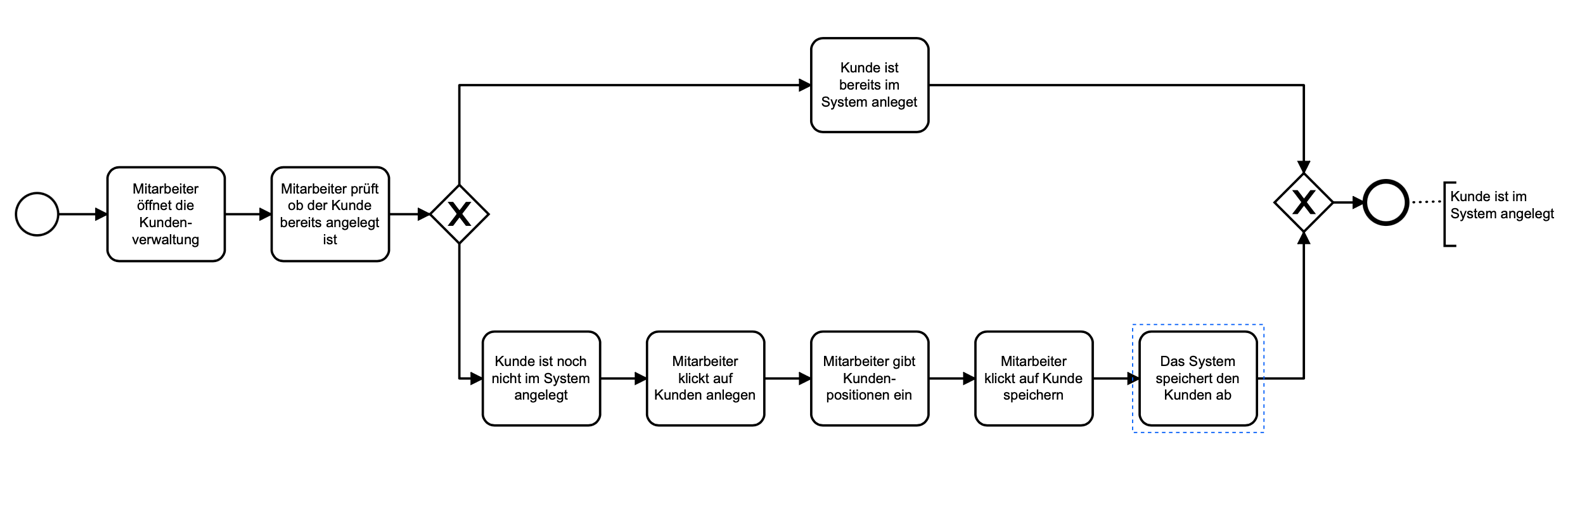 Kunde ist
bereits im
System anleget
Mitarbeiter
öffnet die
Kunden-
verwaltung
Mitarbeiter prüft
ob der Kunde
bereits angelegt
ist
X
X
Kunde ist im
System angelegt
Kunde ist noch
nicht im System
angelegt
Mitarbeiter
klickt auf
Kunden anlegen
Mitarbeiter gibt
Kunden-
positionen ein
Mitarbeiter
klickt auf Kunde
speichern
Das System
speichert den
Kunden ab